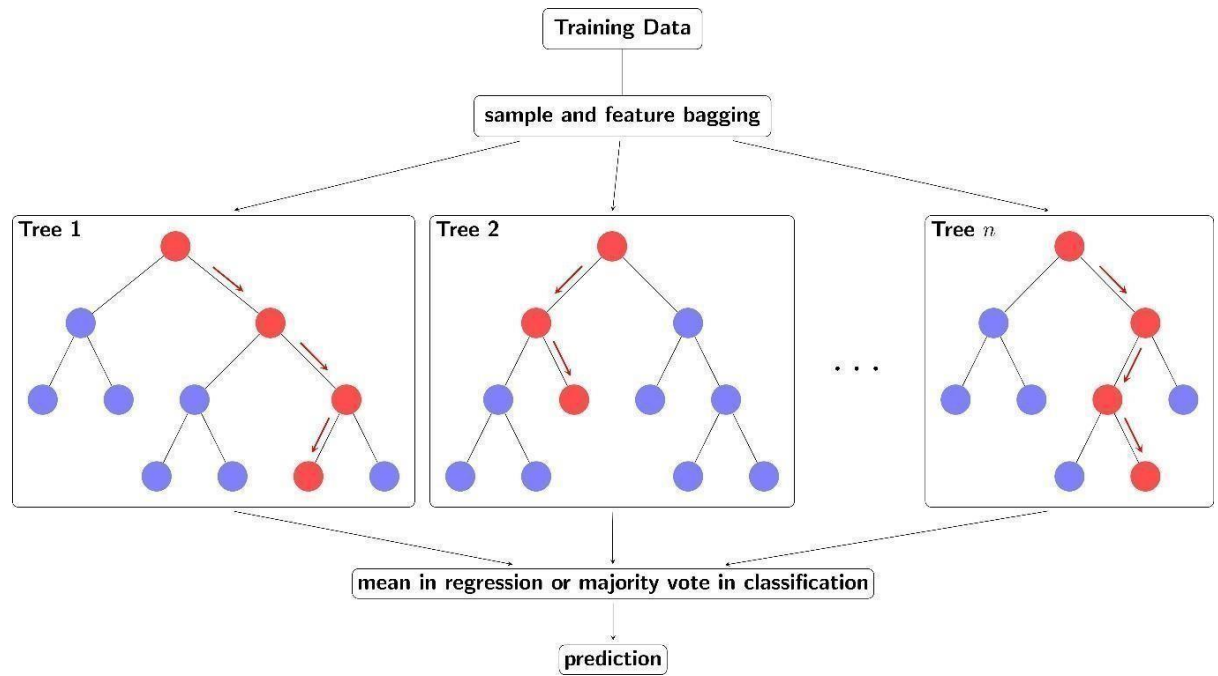 Training Data
sample and feature bagging
Tree 1
Tree 2
Tree n
. . .
mean in regression or majority vote in classification
prediction